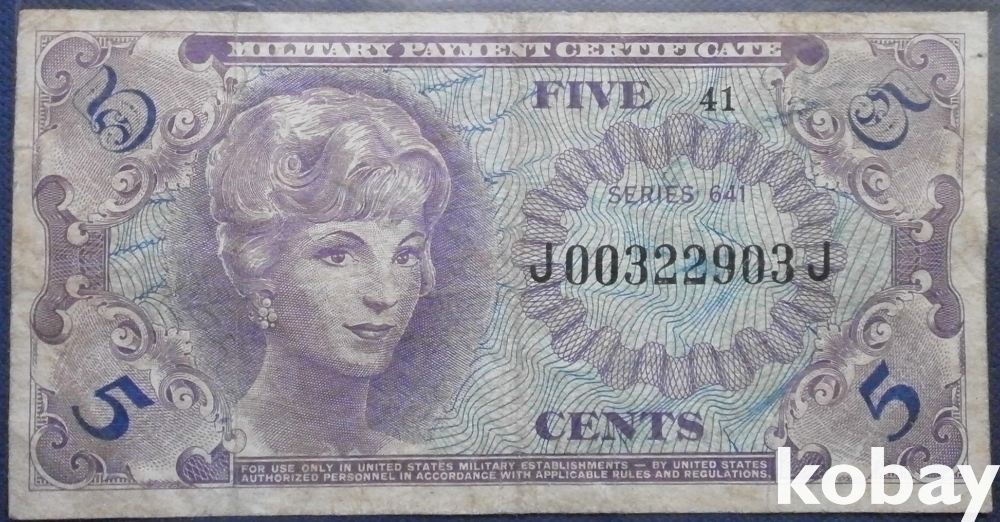 MILITARY PAYMENT CERTIFICATE
5
5
FIVE 41
SERIES 641
J00322903J
5
5
CENTS
FOR USE ONLY IN UNITED STATES MILITARY ESTABLISHMENTS — BY UNITED STATES
AUTHORIZED PERSONNEL IN ACCORDANCE WITH APPLICABLE RULES AND REGULATIONS.
kobay